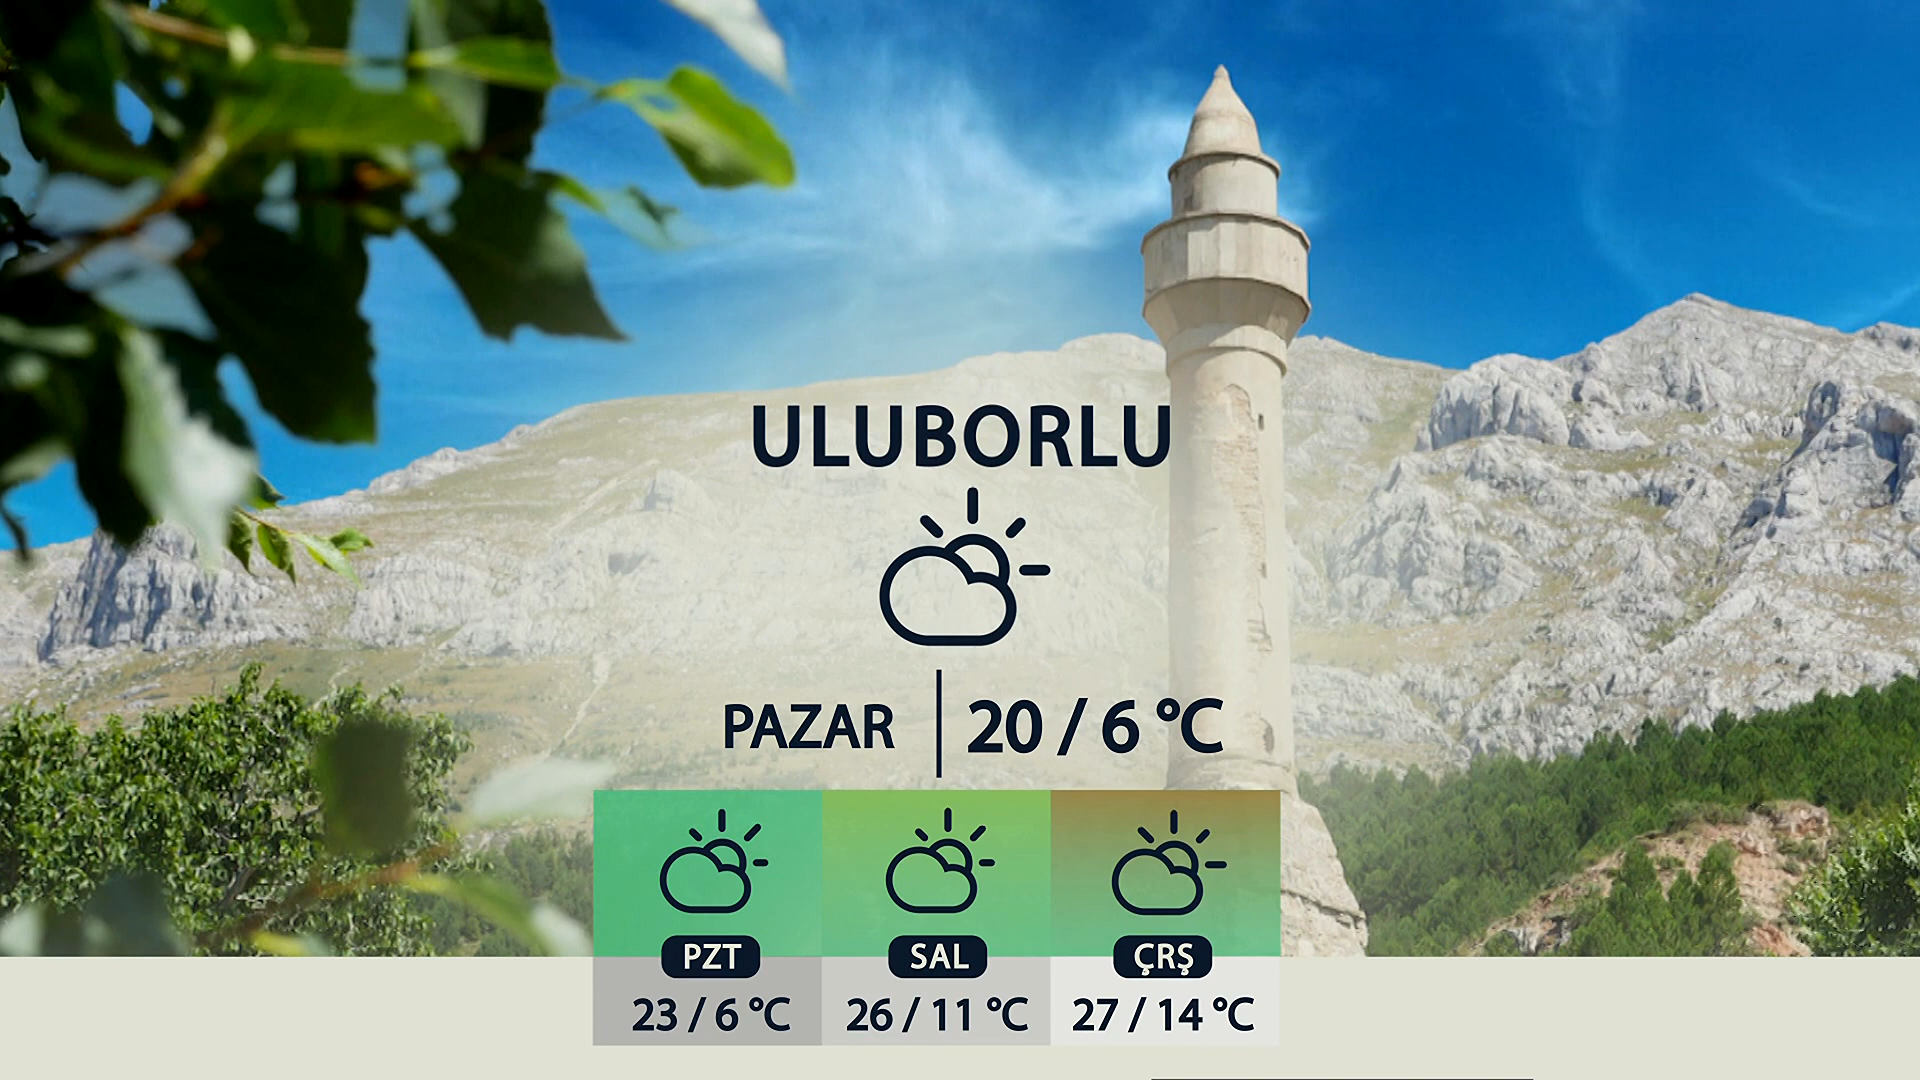 ULUBORLU
PAZAR | 20 / 6 °C
PZT SAL ÇRŞ
23 / 6 °C 26 / 11 °C 27 / 14 °C